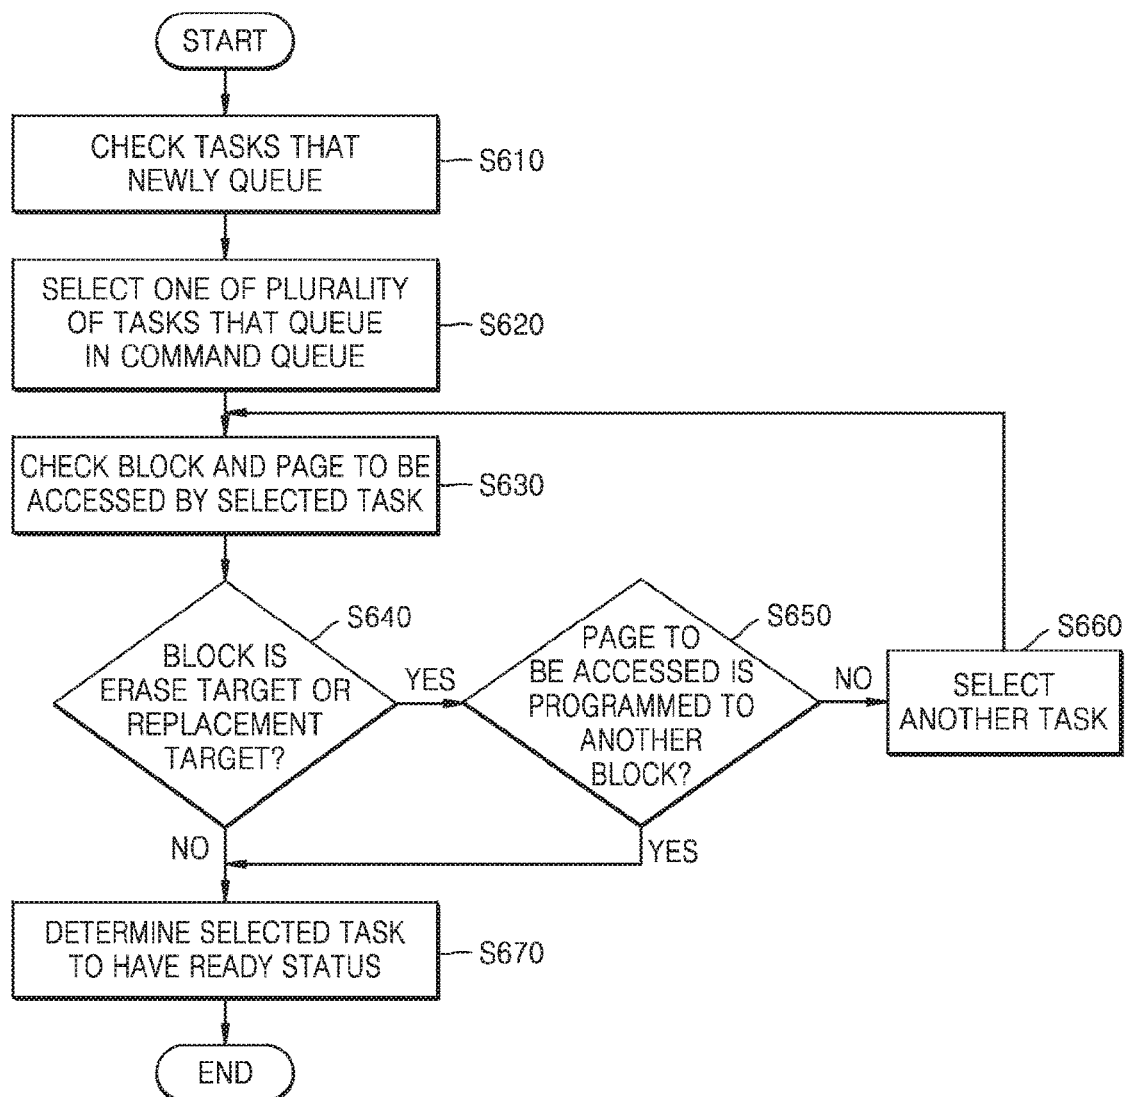 START
CHECK TASKS THAT
NEWLY QUEUE
S610
SELECT ONE OF PLURALITY
OF TASKS THAT QUEUE
IN COMMAND QUEUE
S620
CHECK BLOCK AND PAGE TO BE
ACCESSED BY SELECTED TASK
S630
BLOCK IS
ERASE TARGET OR
REPLACEMENT
TARGET?
S640
YES
NO
PAGE TO
BE ACCESSED IS
PROGRAMMED TO
ANOTHER
BLOCK?
S650
NO
YES
SELECT
ANOTHER TASK
S660
DETERMINE SELECTED TASK
TO HAVE READY STATUS
S670
END